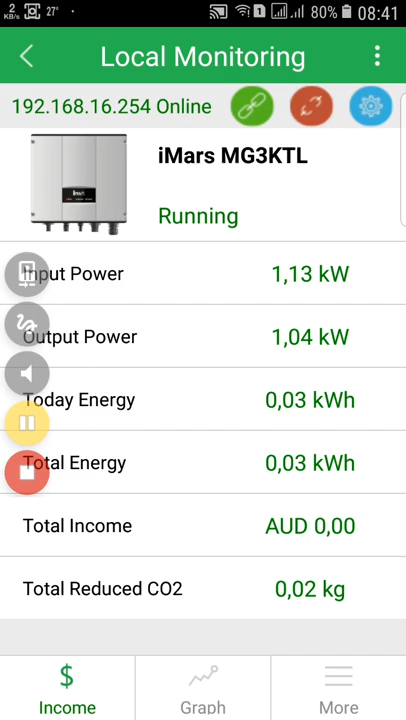 2
KB/s 27° 1 80% 08:41
Local Monitoring
192.168.16.254 Online
iMars MG3KTL
invt
Running
Input Power 1,13 kW
Output Power 1,04 kW
Today Energy 0,03 kWh
Total Energy 0,03 kWh
Total Income AUD 0,00
Total Reduced CO2 0,02 kg
$
Income Graph More